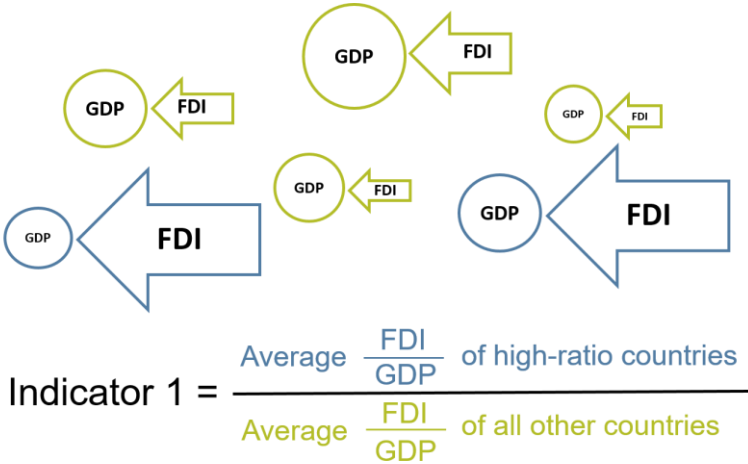 GDP FDI
GDP FDI
GDP FDI
GDP FDI
GDP FDI
GDP FDI
Average FDI/GDP of high-ratio countries
Indicator 1 =
Average FDI/GDP of all other countries